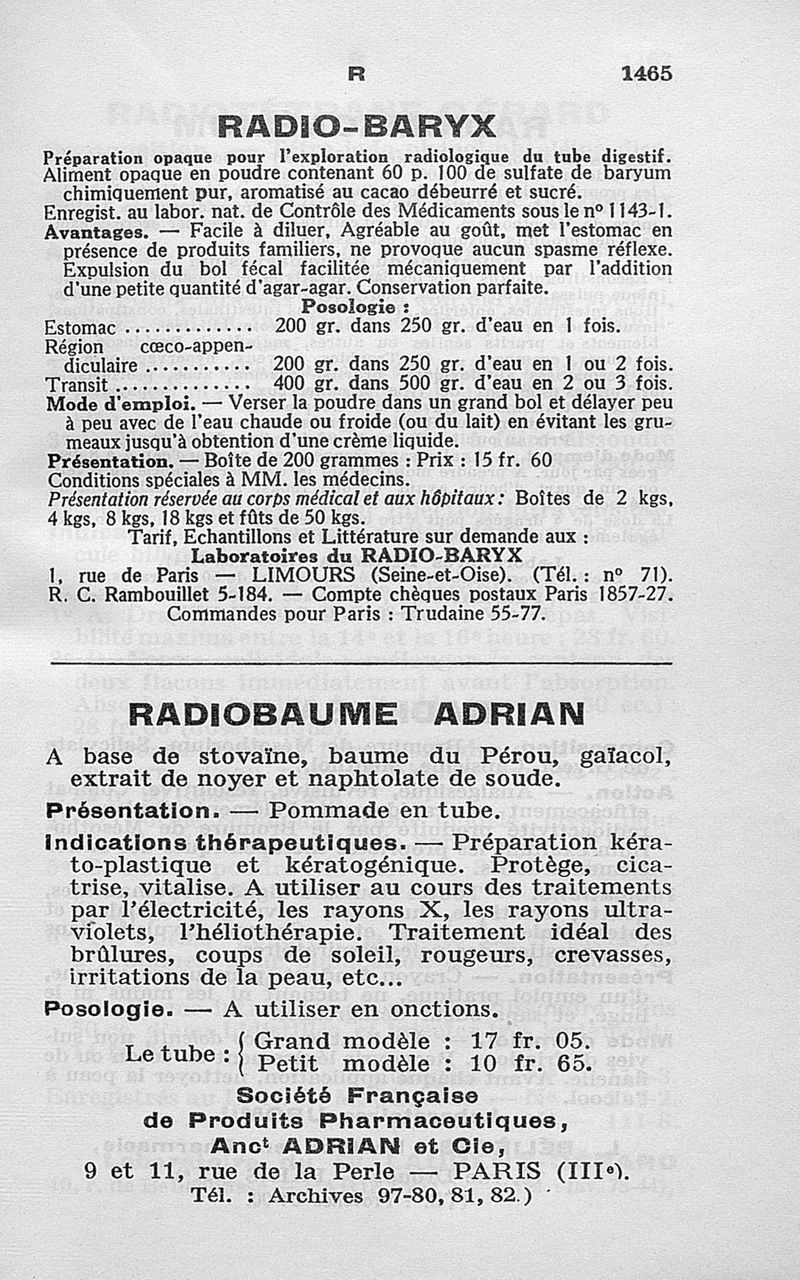 R 1465
RADIO-BARYX
Préparation opaque pour l'exploration radiologique du tube digestif.
Aliment opaque en poudre contenant 60 p. 100 de sulfate de baryum
chimiquement pur, aromatisé au cacao débeurré et sucré.
Enregist. au labor. nat. de Contrôle des Médicaments sous le nº 1143-1.
Avantages. — Facile à diluer, Agréable au goût, met l'estomac en
présence de produits familiers, ne provoque aucun spasme réflexe.
Expulsion du bol fécal facilitée mécaniquement par l'addition
d'une petite quantité d'agar-agar. Conservation parfaite.
Posologie :
Estomac ............. 200 gr. dans 250 gr. d'eau en 1 fois.
Région cœco-appen-
diculaire ........... 200 gr. dans 250 gr. d'eau en 1 ou 2 fois.
Transit .............. 400 gr. dans 500 gr. d'eau en 2 ou 3 fois.
Mode d'emploi. — Verser la poudre dans un grand bol et délayer peu
à peu avec de l'eau chaude ou froide (ou du lait) en évitant les gru-
meaux jusqu'à obtention d'une crème liquide.
Présentation. — Boîte de 200 grammes : Prix : 15 fr. 60
Conditions spéciales à MM. les médecins.
Présentation réservée au corps médical et aux hôpitaux : Boîtes de 2 kgs,
4 kgs, 8 kgs, 18 kgs et fûts de 50 kgs.
Tarif, Echantillons et Littérature sur demande aux :
Laboratoires du RADIO-BARYX
1, rue de Paris — LIMOURS (Seine-et-Oise). (Tél. : nº 71).
R. C. Rambouillet 5-184. — Compte chèques postaux Paris 1857-27.
Commandes pour Paris : Trudaine 55-77.
RADIOBAUME ADRIAN
A base de stovaïne, baume du Pérou, gaïacol,
extrait de noyer et naphtolate de soude.
Présentation. — Pommade en tube.
Indications thérapeutiques. — Préparation kéra-
to-plastique et kératogénique. Protège, cica-
trise, vitalise. A utiliser au cours des traitements
par l'électricité, les rayons X, les rayons ultra-
violets, l'héliothérapie. Traitement idéal des
brûlures, coups de soleil, rougeurs, crevasses,
irritations de la peau, etc...
Posologie. — A utiliser en onctions.
Le tube : { Grand modèle : 17 fr. 05.
Petit modèle : 10 fr. 65.
Société Française
de Produits Pharmaceutiques,
Anct ADRIAN et Cie,
9 et 11, rue de la Perle — PARIS (IIIe).
Tél. : Archives 97-80, 81, 82.)